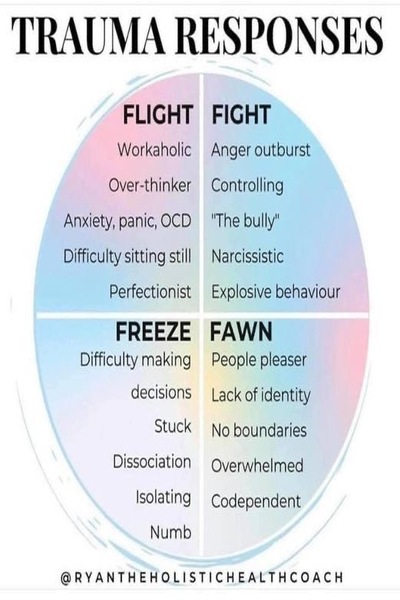 TRAUMA RESPONSES
FLIGHT
Workaholic
Over-thinker
Anxiety, panic, OCD
Difficulty sitting still
Perfectionist
FIGHT
Anger outburst
Controlling
"The bully"
Narcissistic
Explosive behaviour
FREEZE
Difficulty making
decisions
Stuck
Dissociation
Isolating
Numb
FAWN
People pleaser
Lack of identity
No boundaries
Overwhelmed
Codependent
@RYANTHEHOLISTICHEALTHCOACH